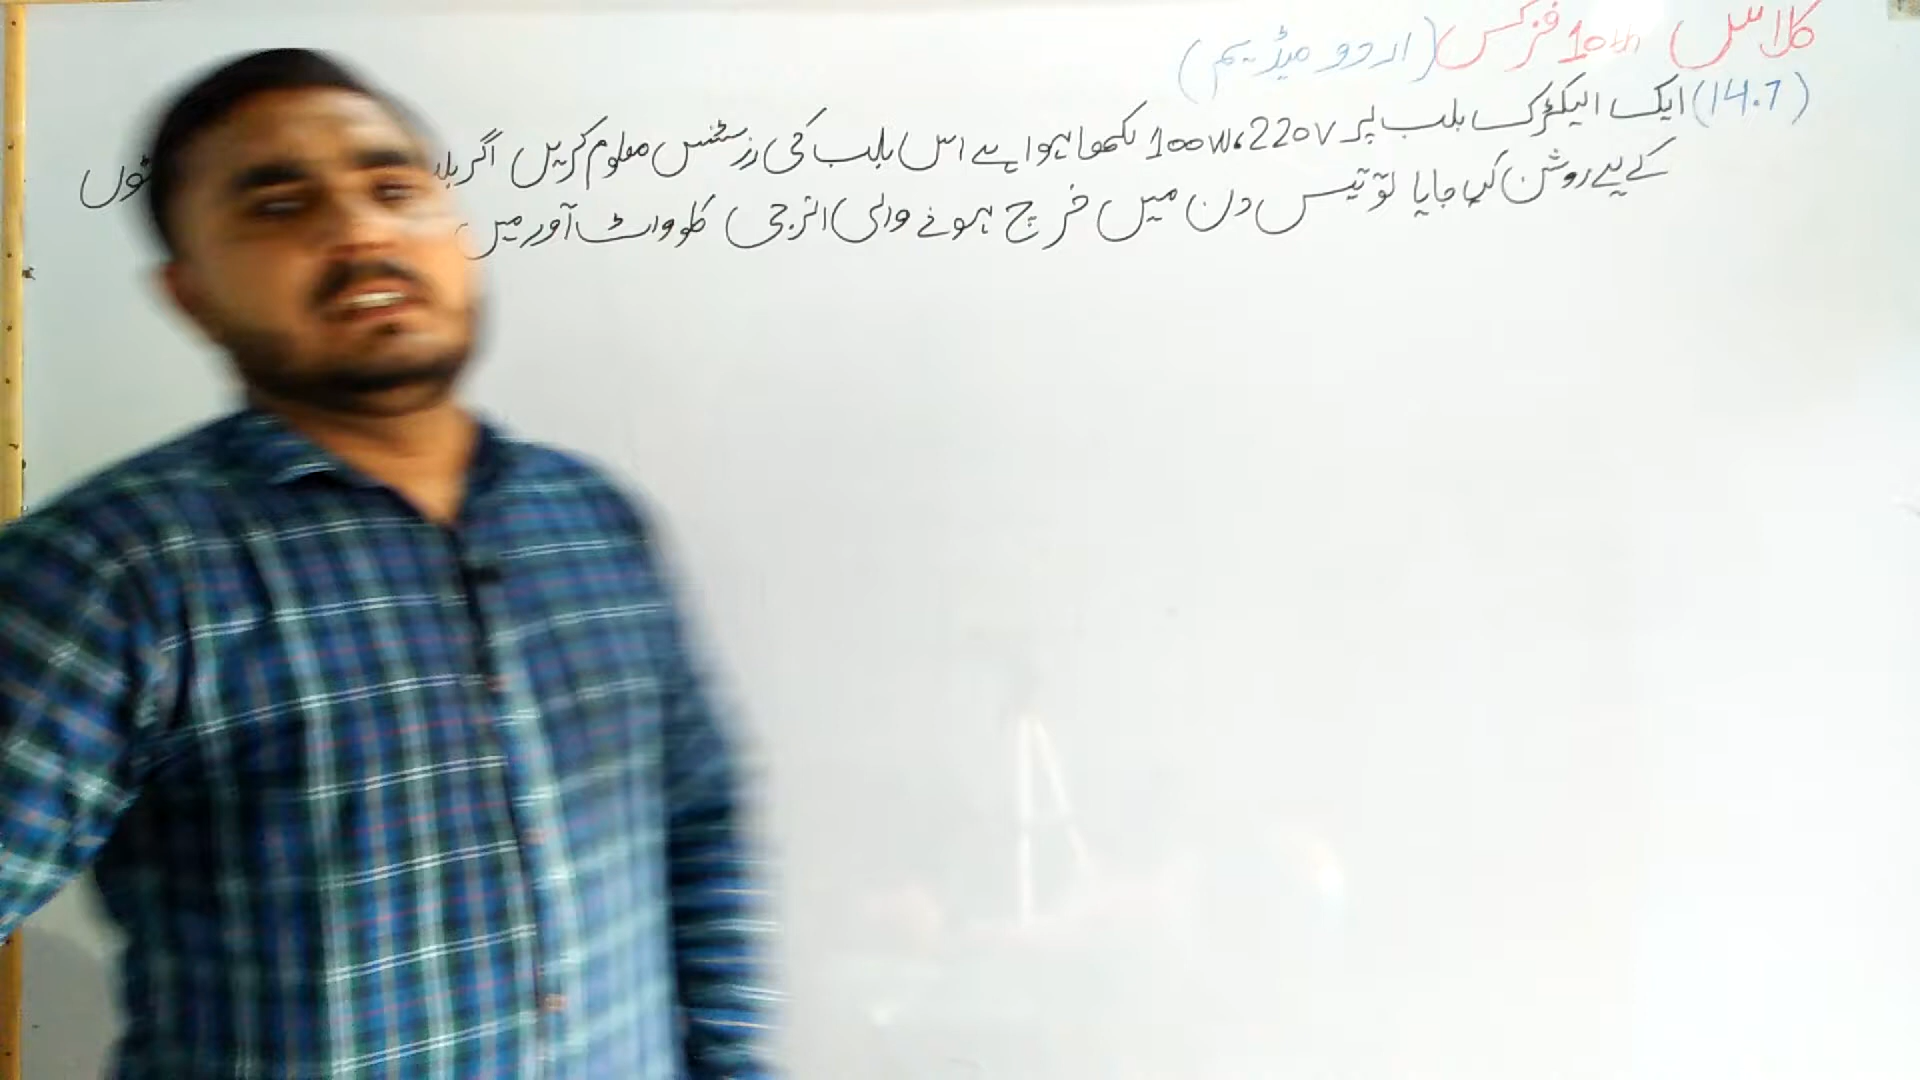 کلاس 10th فزکس (اردو میڈیم)
(14.7) ایک الیکٹرک بلب پر 100W،220V لکھا ہوا ہے اس بلب کی رزسٹنس معلوم کریں اگر
کے لیے روشن کیا جایا تو تیس دن میں خرچ ہونے والی انرجی کلو واٹ آور میں